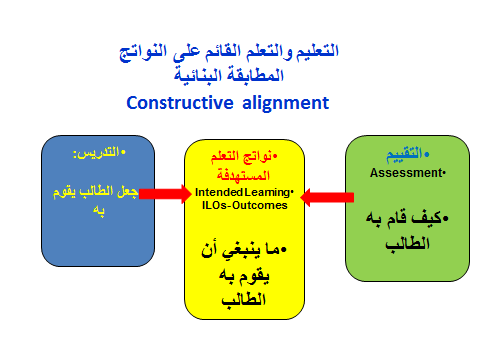 التعليم والتعلم القائم على النواتج
المطابقة البنائية
Constructive alignment
•التقييم
Assessment•
•كيف قام به
الطالب
•نواتج التعلم
المستهدفة
Intended Learning•
ILOs-Outcomes
•ما ينبغي أن
يقوم به
الطالب
•التدريس:
جعل الطالب يقوم
به